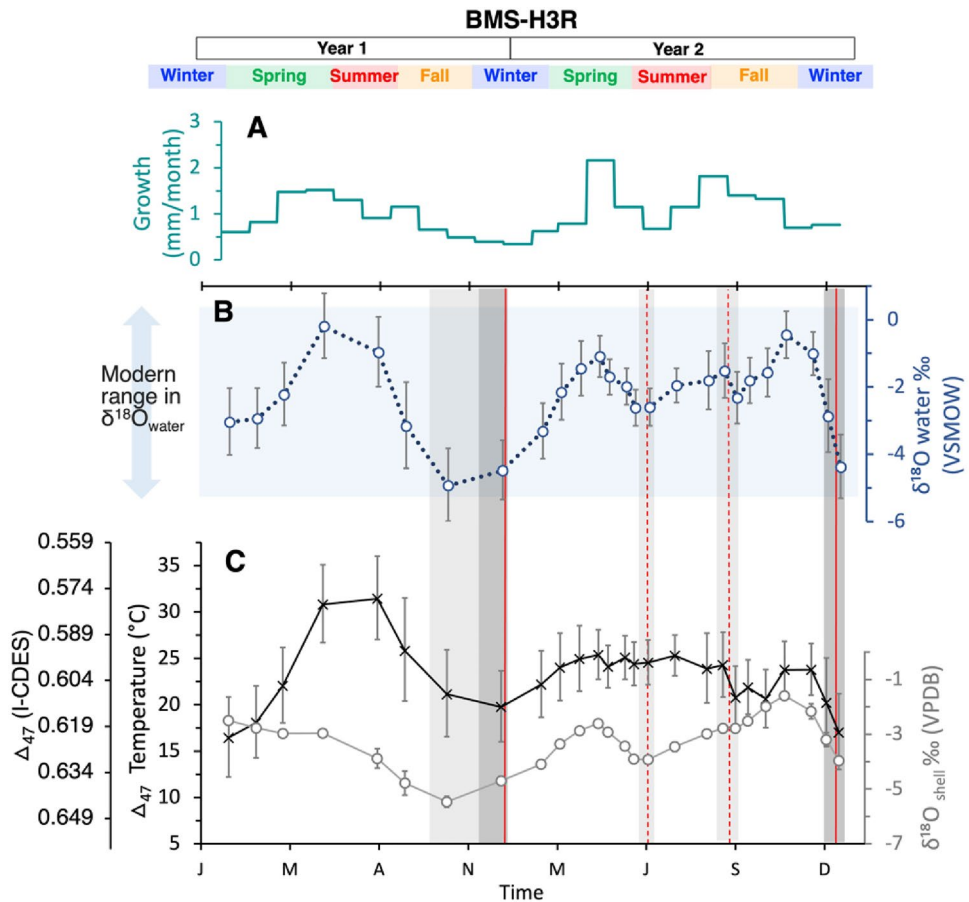 BMS-H3R
Year 1 Year 2
Winter Spring Summer Fall Winter Spring Summer Fall Winter
A
3
2
1
0
Growth
(mm/month)
B
Modern
range in
δ¹⁸Owater
0
-2
-4
-6
δ¹⁸O water ‰
(VSMOW)
C
0.559
0.574
0.589
0.604
0.619
0.634
0.649
Δ47 (I-CDES)
35
30
25
20
15
10
5
Δ47 Temperature (°C)
-1
-3
-5
-7
δ¹⁸O shell ‰ (VPDB)
J M A N M J S D
Time